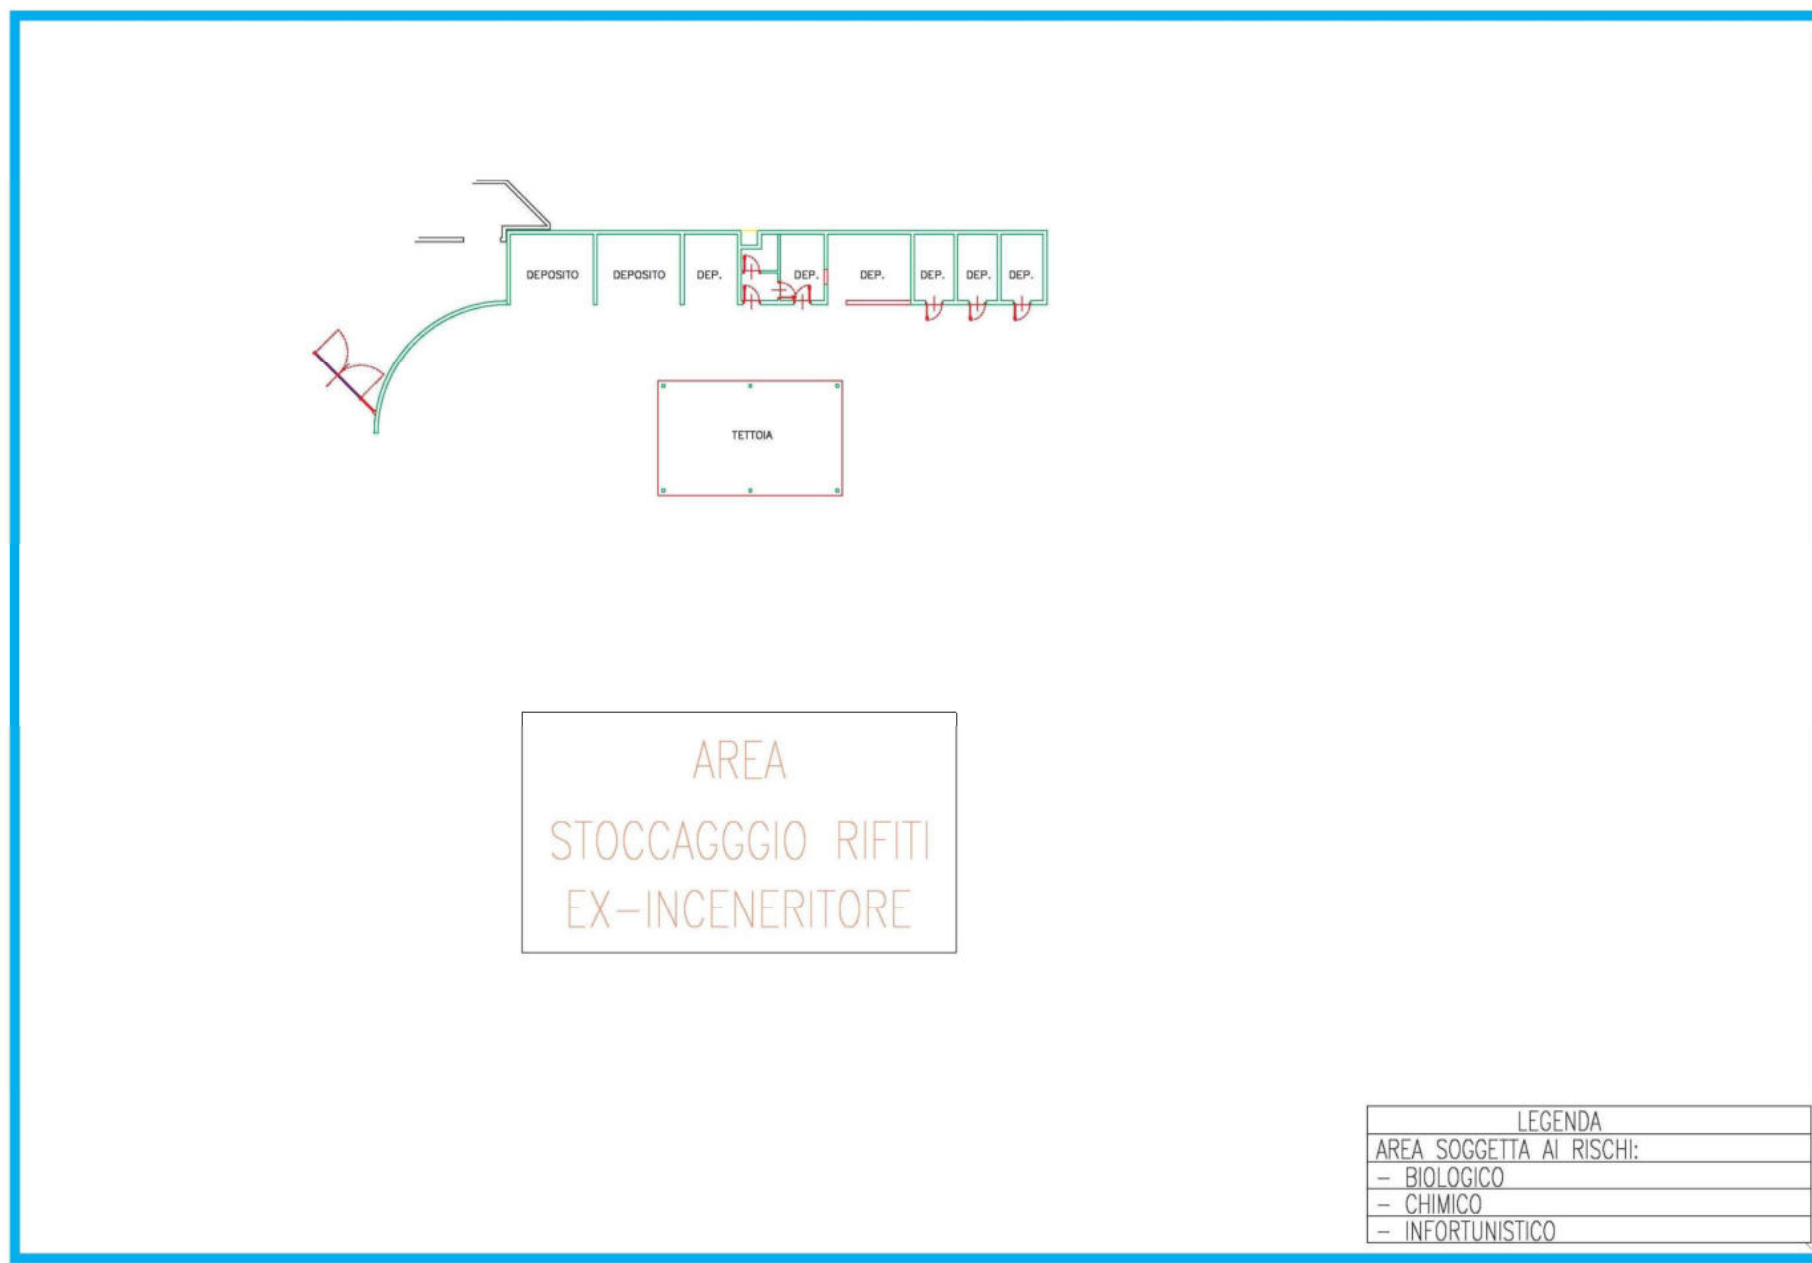 DEPOSITO DEPOSITO DEP. DEP. DEP. DEP. DEP. DEP.
TETTOIA
AREA
STOCCAGGGIO RIFITI
EX-INCENERITORE
LEGENDA
AREA SOGGETTA AI RISCHI:
- BIOLOGICO
- CHIMICO
- INFORTUNISTICO